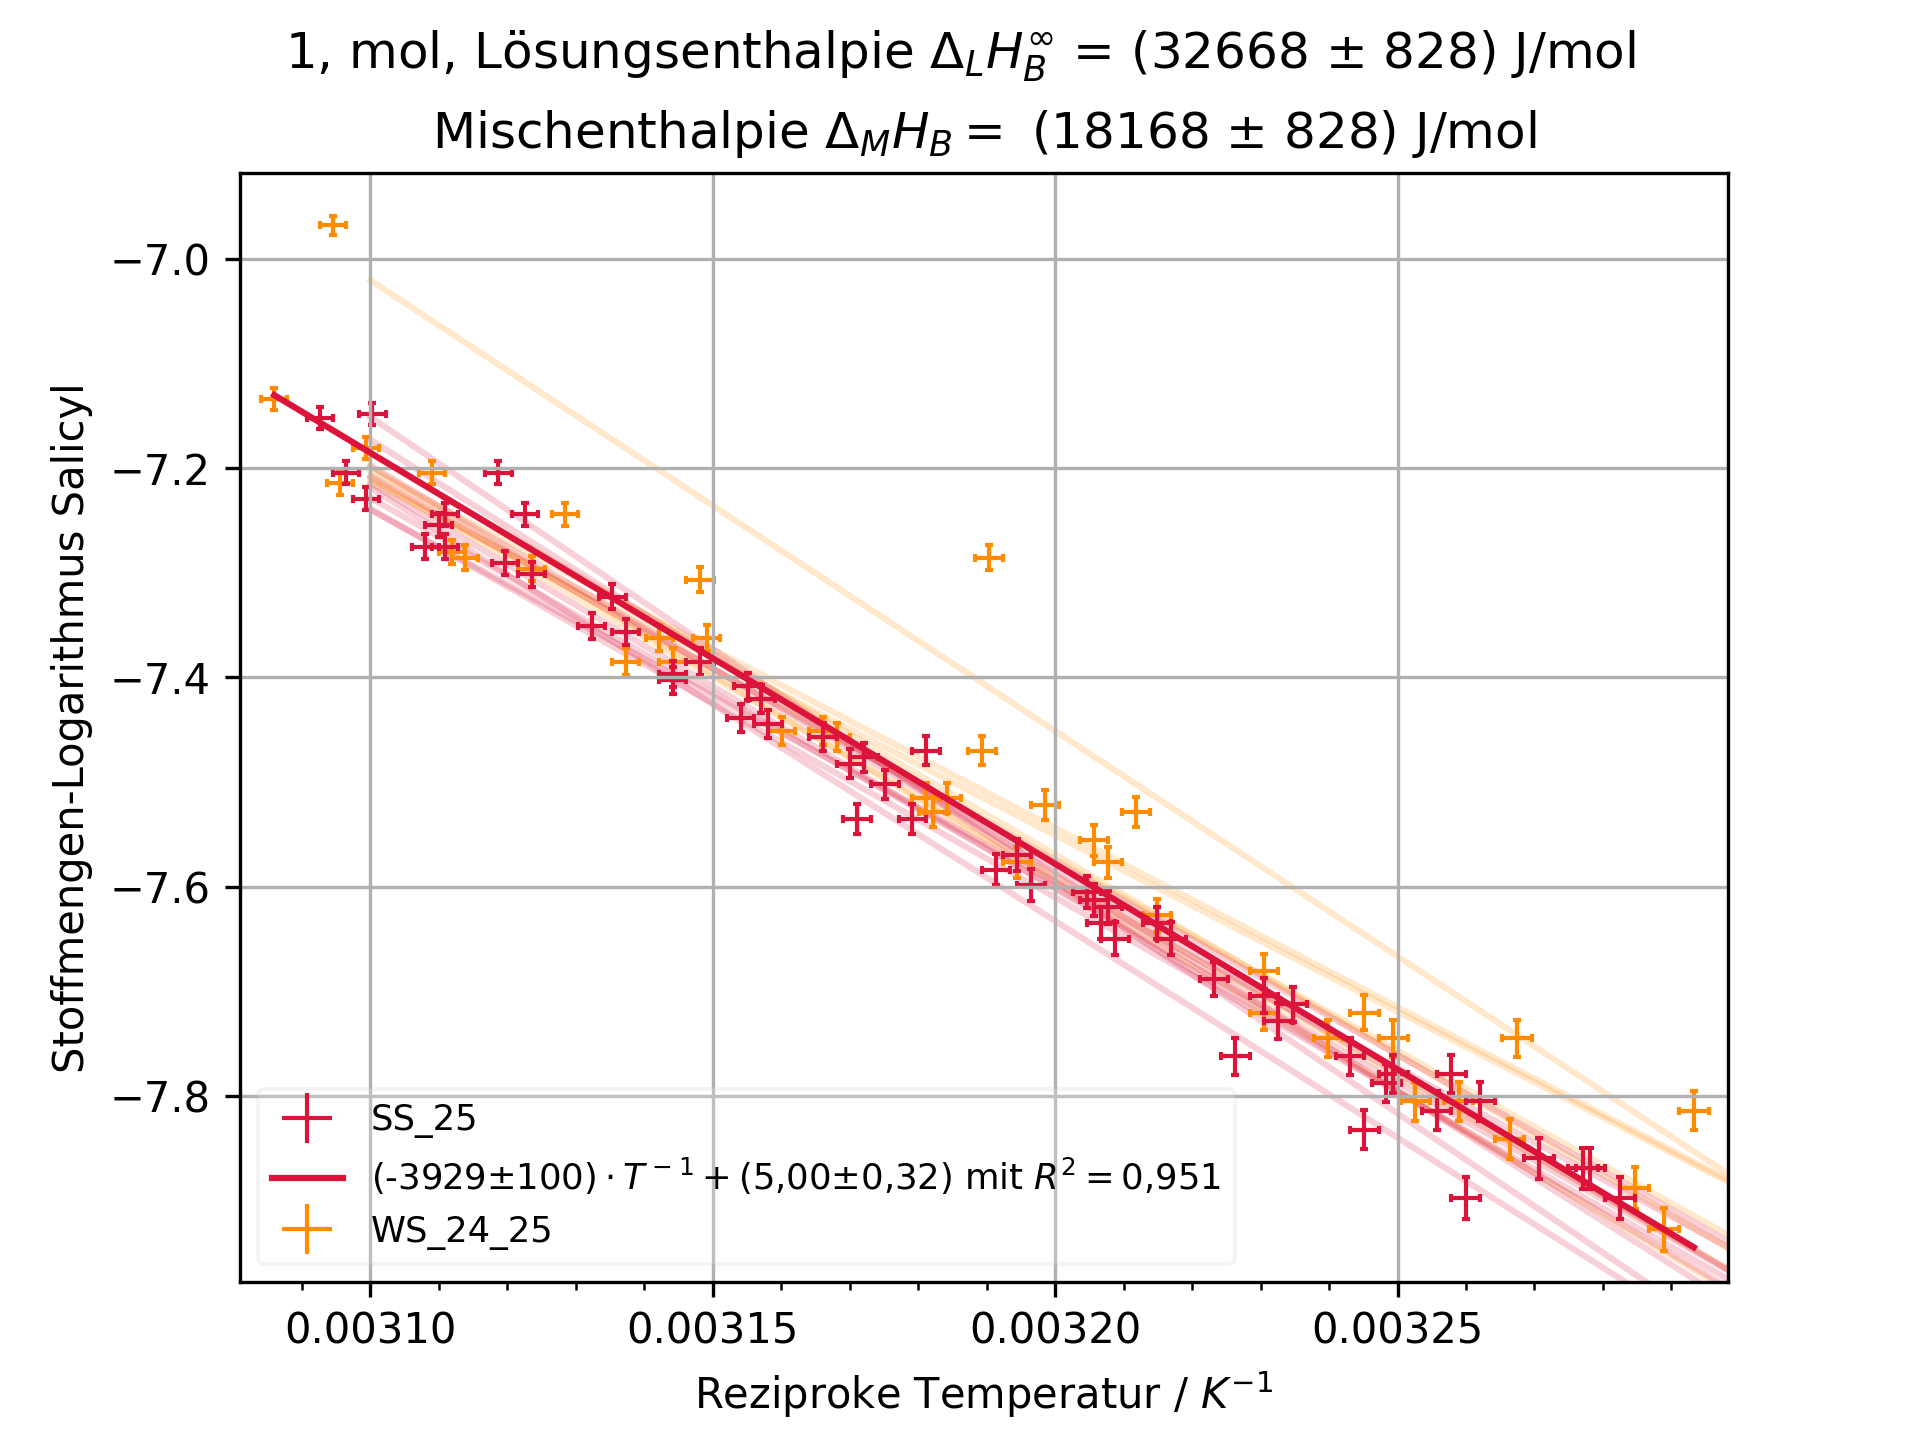 1, mol, Lösungsenthalpie Δ_L H_B^∞ = (32668 ± 828) J/mol
Mischenthalpie Δ_M H_B = (18168 ± 828) J/mol
Stoffmengen-Logarithmus Salicyl
−7.0
−7.2
−7.4
−7.6
−7.8
SS_25
(-3929±100) · T⁻¹ + (5,00±0,32) mit R² = 0,951
WS_24_25
0.00310 0.00315 0.00320 0.00325
Reziproke Temperatur / K⁻¹